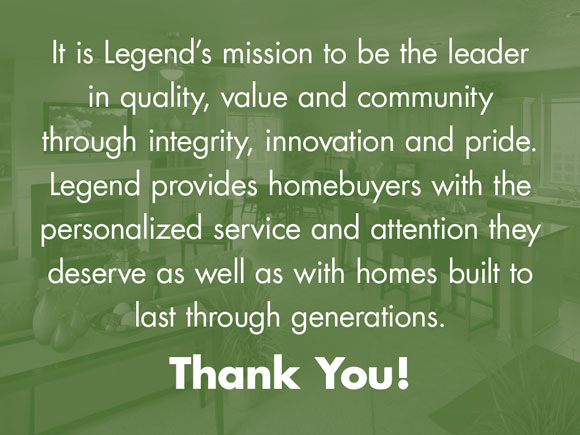 It is Legend’s mission to be the leader
in quality, value and community
through integrity, innovation and pride.
Legend provides homebuyers with the
personalized service and attention they
deserve as well as with homes built to
last through generations.
Thank You!